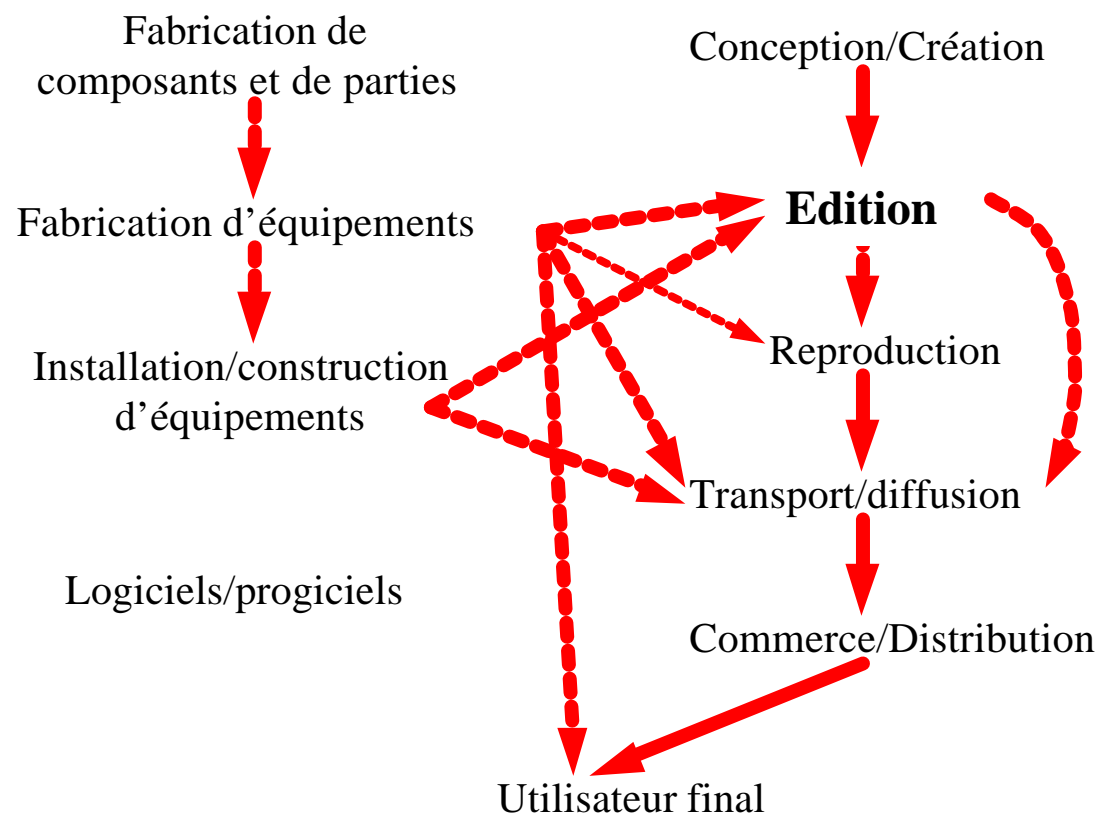 Fabrication de
composants et de parties
Fabrication d’équipements
Installation/construction
d’équipements
Logiciels/progiciels
Conception/Création
Edition
Reproduction
Transport/diffusion
Commerce/Distribution
Utilisateur final